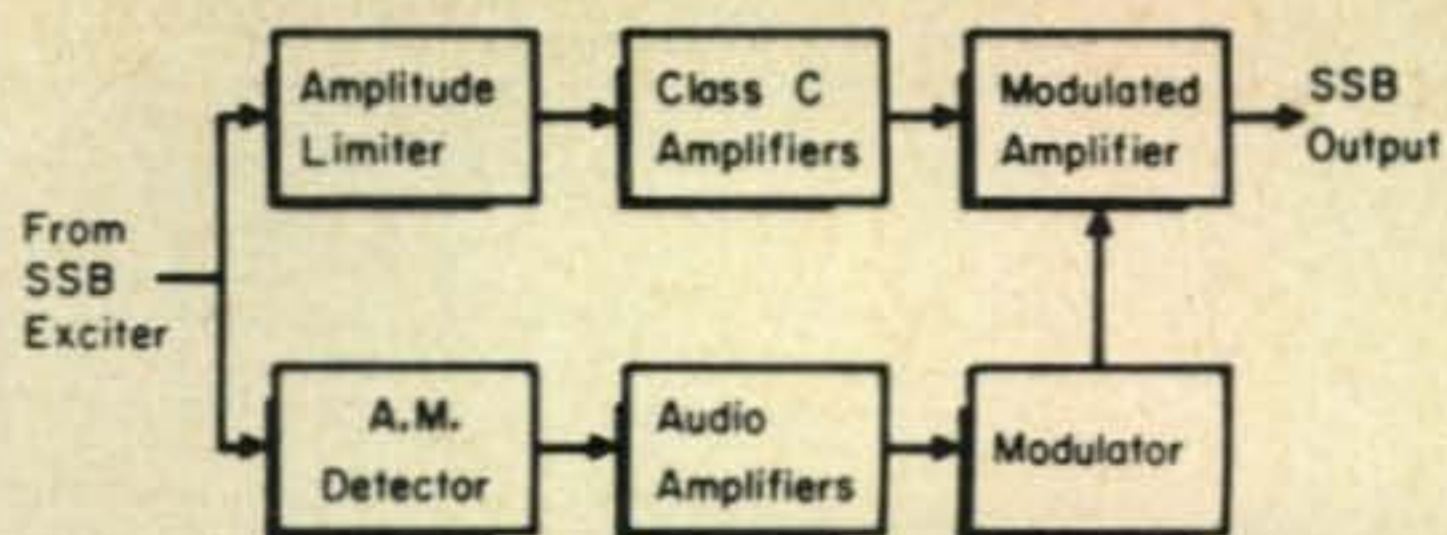 Amplitude
Limiter
Class C
Amplifiers
Modulated
Amplifier
SSB
Output
From
SSB
Exciter
A.M.
Detector
Audio
Amplifiers
Modulator